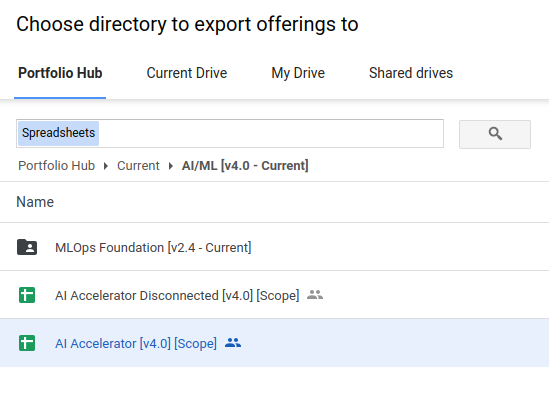 Choose directory to export offerings to
Portfolio Hub Current Drive My Drive Shared drives
Spreadsheets
Portfolio Hub Current AI/ML [v4.0 - Current]
Name
MLOps Foundation [v2.4 - Current]
AI Accelerator Disconnected [v4.0] [Scope]
AI Accelerator [v4.0] [Scope]